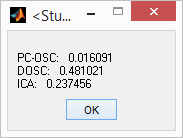 <Stu...
PC-OSC: 0.016091
DOSC: 0.481021
ICA: 0.237456
OK